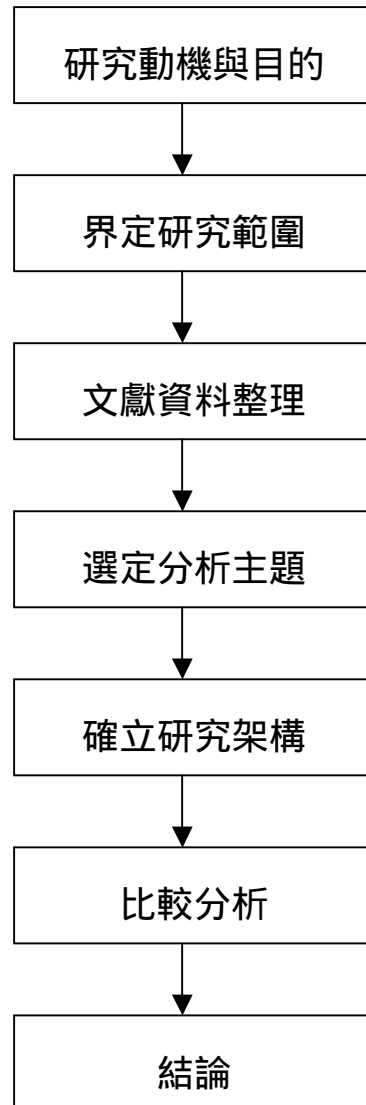 研究動機與目的
界定研究範圍
文獻資料整理
選定分析主題
確立研究架構
比較分析
結論